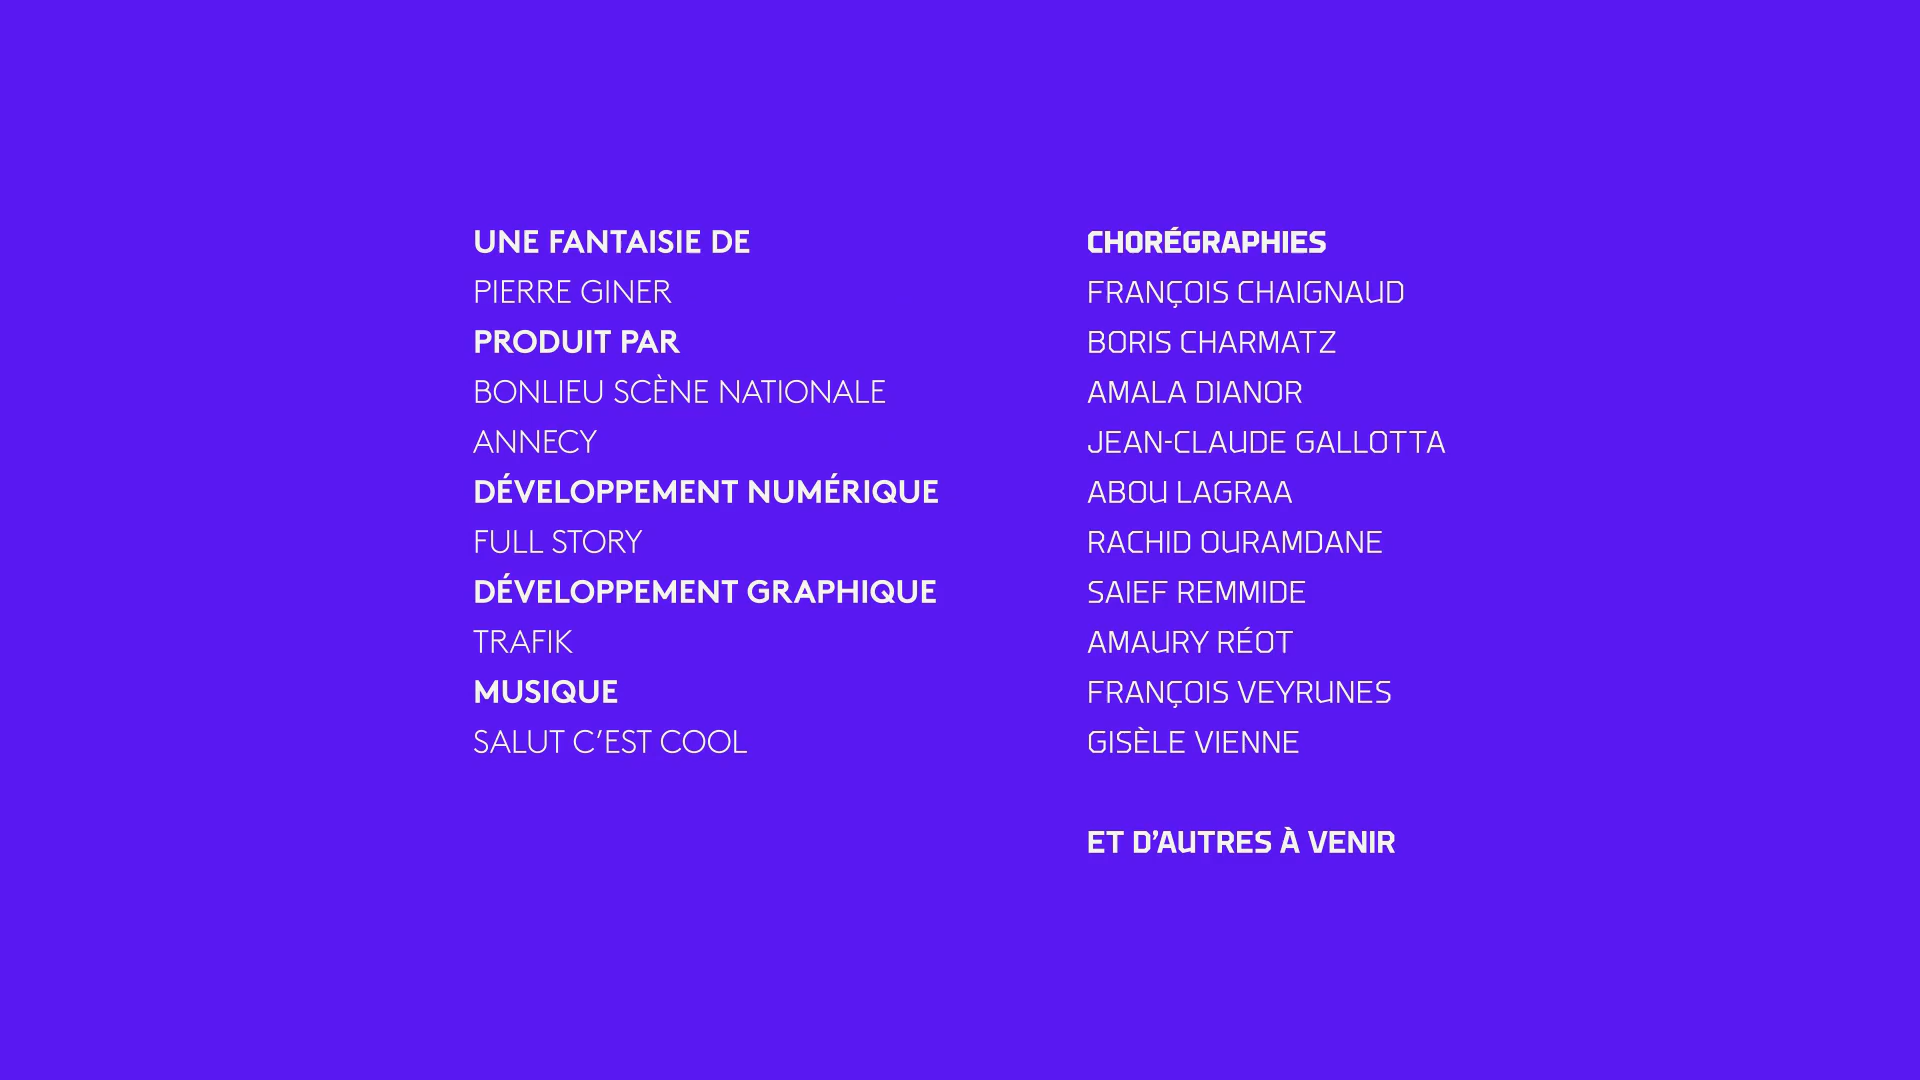 UNE FANTAISIE DE
PIERRE GINER
PRODUIT PAR
BONLIEU SCÈNE NATIONALE
ANNECY
DÉVELOPPEMENT NUMÉRIQUE
FULL STORY
DÉVELOPPEMENT GRAPHIQUE
TRAFIK
MUSIQUE
SALUT C’EST COOL
CHORÉGRAPHIES
FRANÇOIS CHAIGNAUD
BORIS CHARMATZ
AMALA DIANOR
JEAN-CLAUDE GALLOTTA
ABOU LAGRAA
RACHID OURAMDANE
SAIEF REMMIDE
AMAURY RÉOT
FRANÇOIS VEYRUNES
GISÈLE VIENNE
ET D’AUTRES À VENIR